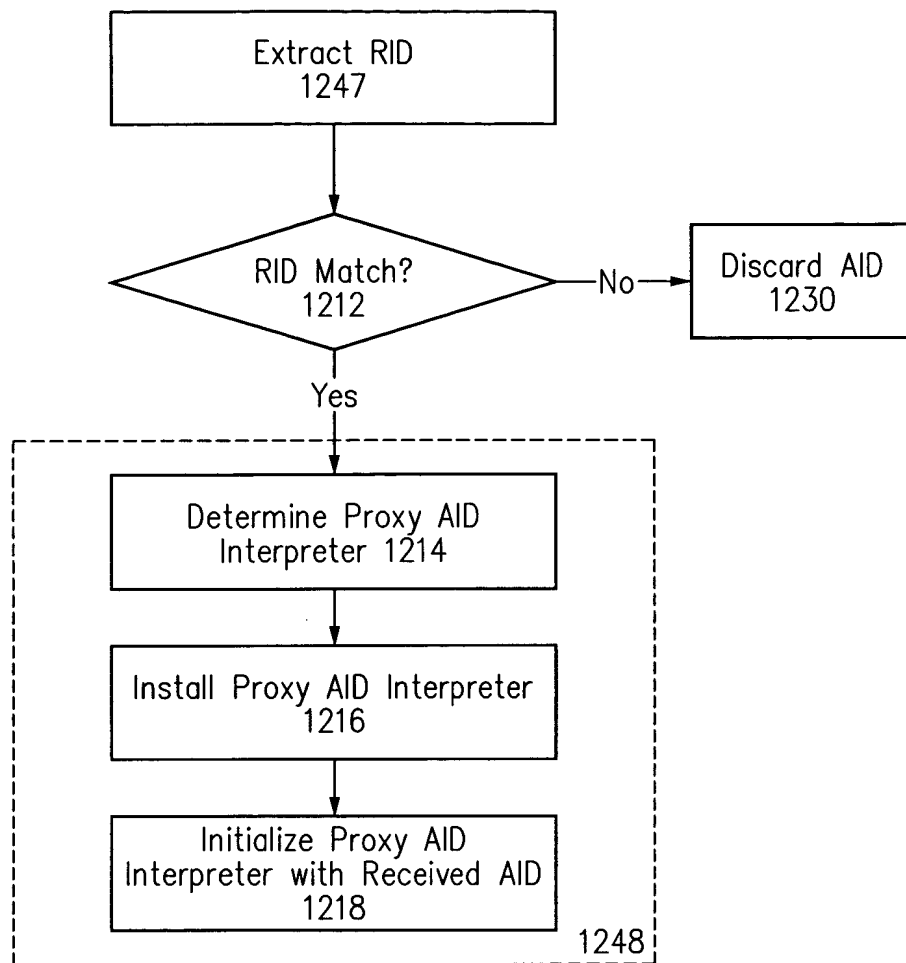 Extract RID
1247
RID Match?
1212
No
Discard AID
1230
Yes
Determine Proxy AID
Interpreter 1214
Install Proxy AID Interpreter
1216
Initialize Proxy AID
Interpreter with Received AID
1218
1248